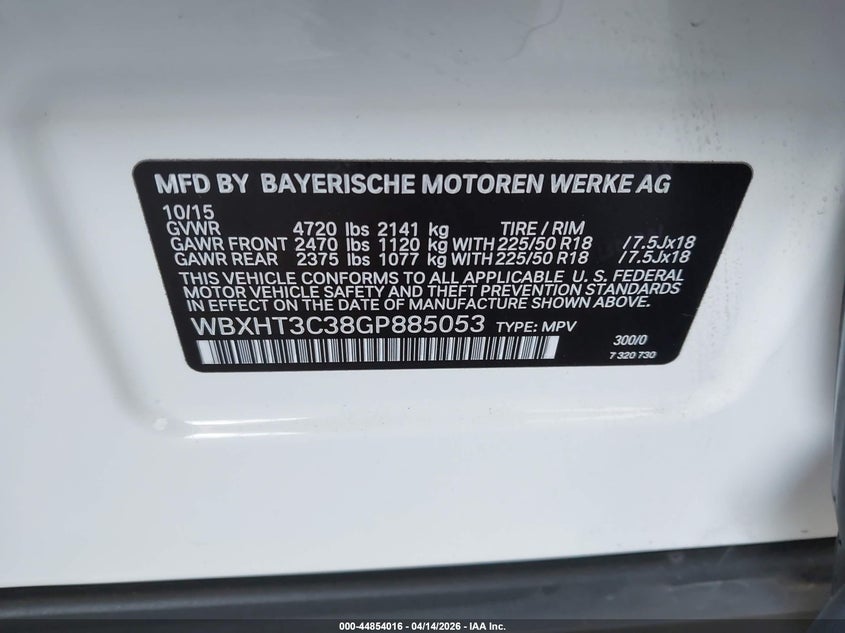 MFD BY BAYERISCHE MOTOREN WERKE AG
10/15
GVWR 4720 lbs 2141 kg TIRE / RIM
GAWR FRONT 2470 lbs 1120 kg WITH 225/50 R18 /7.5Jx18
GAWR REAR 2375 lbs 1077 kg WITH 225/50 R18 /7.5Jx18
THIS VEHICLE CONFORMS TO ALL APPLICABLE U. S. FEDERAL
MOTOR VEHICLE SAFETY AND THEFT PREVENTION STANDARDS
IN EFFECT ON THE DATE OF MANUFACTURE SHOWN ABOVE.
WBXHT3C38GP885053 TYPE: MPV
300/0
7 320 730
000-44854016 - 04/14/2026 - IAA Inc.